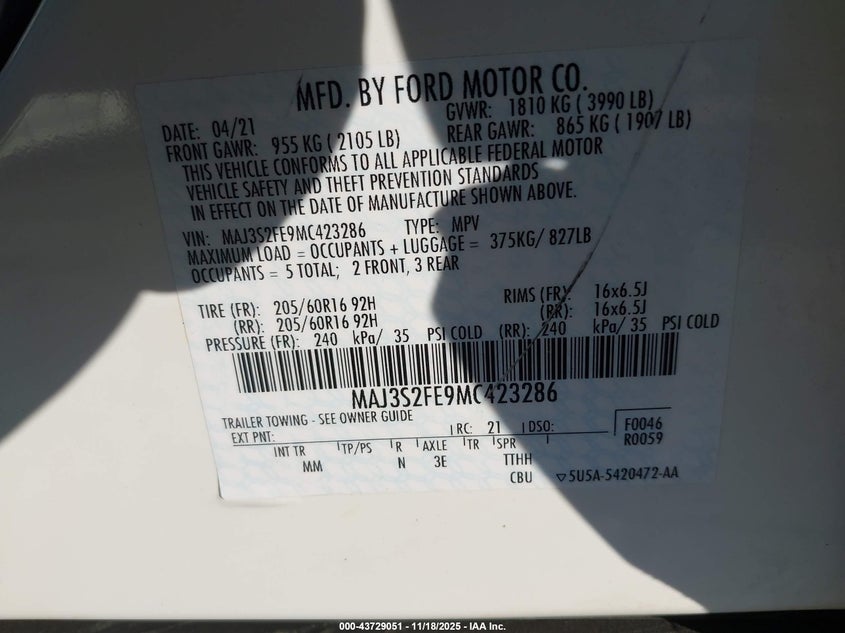 MFD. BY FORD MOTOR CO.
DATE: 04/21 GVWR: 1810 KG ( 3990 LB)
FRONT GAWR: 955 KG ( 2105 LB) REAR GAWR: 865 KG ( 1907 LB)
THIS VEHICLE CONFORMS TO ALL APPLICABLE FEDERAL MOTOR
VEHICLE SAFETY AND THEFT PREVENTION STANDARDS
IN EFFECT ON THE DATE OF MANUFACTURE SHOWN ABOVE.
VIN: MAJ3S2FE9MC423286 TYPE: MPV
MAXIMUM LOAD = OCCUPANTS + LUGGAGE = 375KG/ 827LB
OCCUPANTS = 5 TOTAL; 2 FRONT, 3 REAR
TIRE (FR): 205/60R16 92H RIMS (FR): 16x6.5J
(RR): 205/60R16 92H (RR): 16x6.5J
PRESSURE (FR): 240 kPa/ 35 PSI COLD (RR): 240 kPa/ 35 PSI COLD
MAJ3S2FE9MC423286
TRAILER TOWING - SEE OWNER GUIDE
EXT PNT: RC: 21 DSO: F0046
R0059
INT TR TP/PS R AXLE TR SPR
MM N 3E TTHH
CBU ▽5U5A-5420472-AA
000-43729051 - 11/18/2025 - IAA Inc.